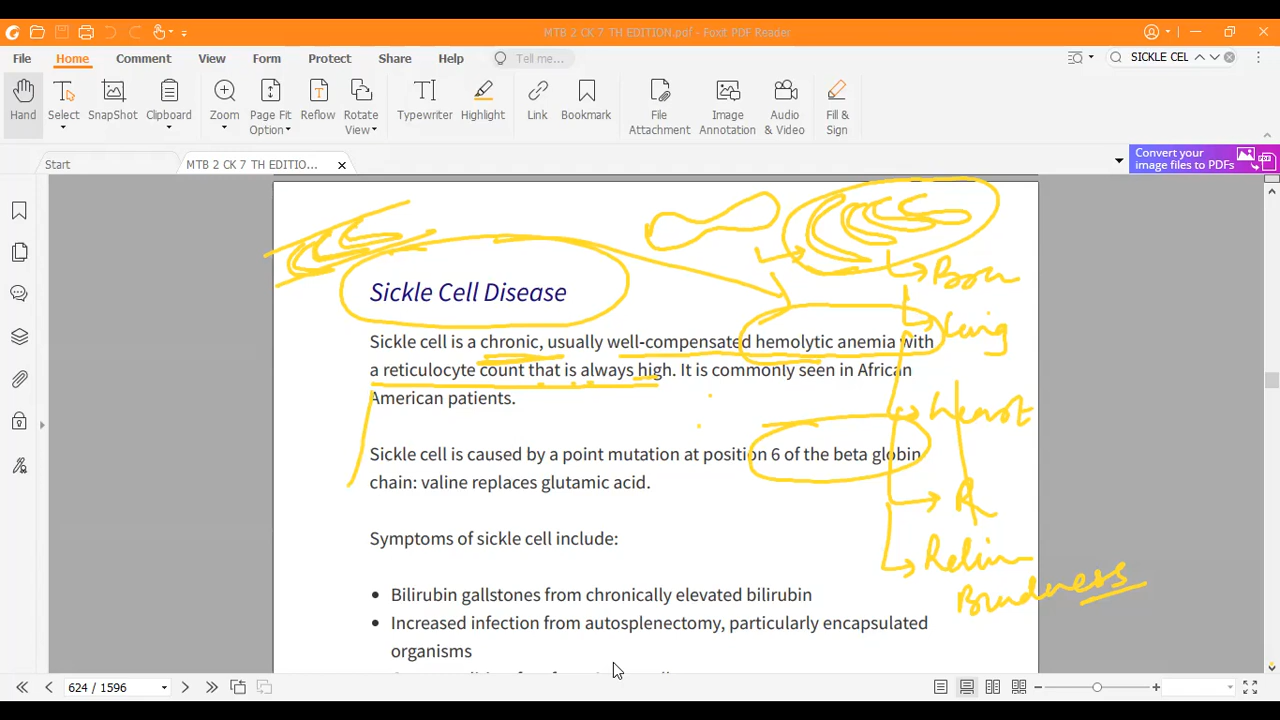 MTB 2 CK 7 TH EDITION.pdf - Foxit PDF Reader
File Home Comment View Form Protect Share Help Tell me... SICKLE CEL
Hand Select SnapShot Clipboard Zoom Page Fit Option Reflow Rotate View Typewriter Highlight Link Bookmark File Attachment Image Annotation Audio & Video Fill & Sign
Start MTB 2 CK 7 TH EDITIO... Convert your
image files to PDFs
Sickle Cell Disease
Sickle cell is a chronic, usually well-compensated hemolytic anemia with
a reticulocyte count that is always high. It is commonly seen in African
American patients.
Sickle cell is caused by a point mutation at position 6 of the beta globin
chain: valine replaces glutamic acid.
Symptoms of sickle cell include:
Bilirubin gallstones from chronically elevated bilirubin
Increased infection from autosplenectomy, particularly encapsulated
organisms
Lung
Heart
624 / 1596